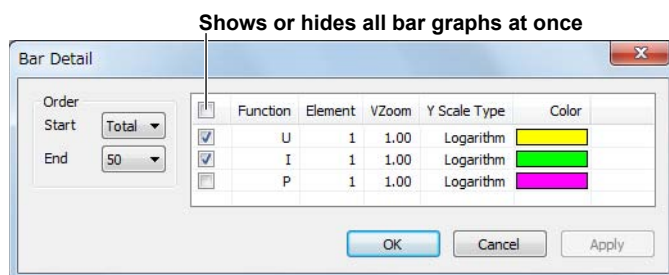 Shows or hides all bar graphs at once
Bar Detail
Order
Start Total
End 50
Function Element VZoom Y Scale Type Color
U 1 1.00 Logarithm
I 1 1.00 Logarithm
P 1 1.00 Logarithm
OK Cancel Apply